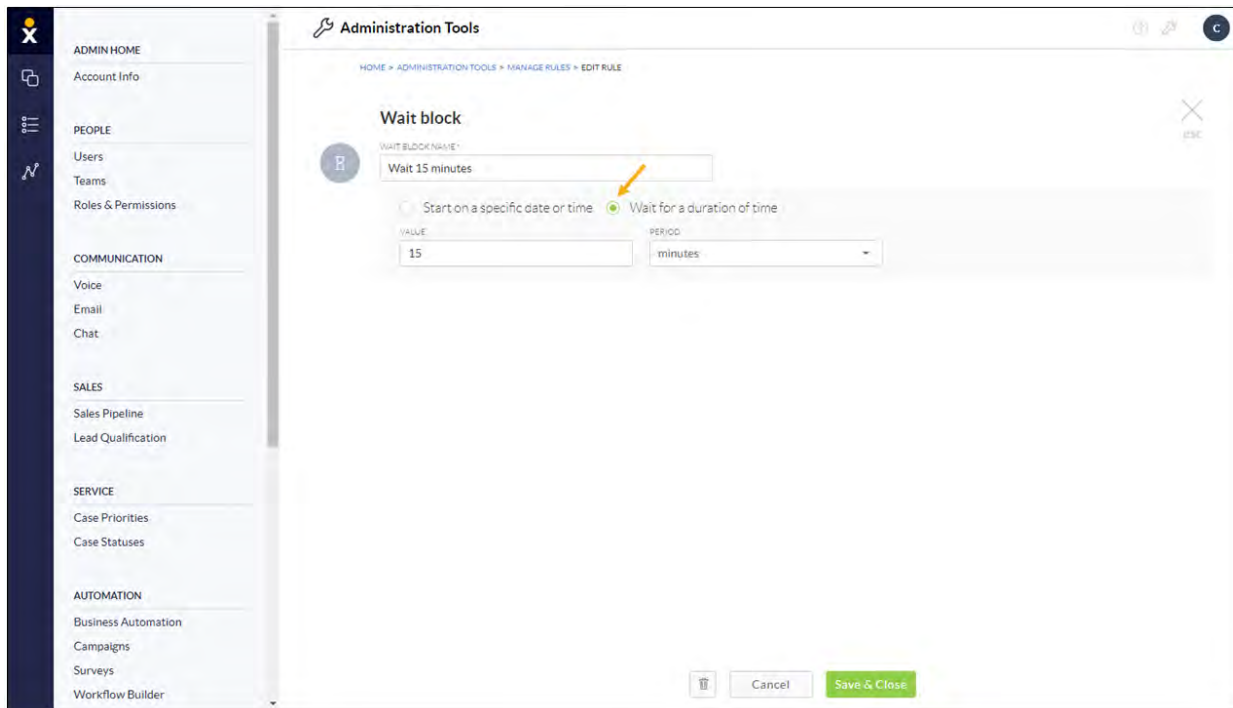 Administration Tools
C
ADMIN HOME
Account Info
PEOPLE
Users
Teams
Roles & Permissions
COMMUNICATION
Voice
Email
Chat
SALES
Sales Pipeline
Lead Qualification
SERVICE
Case Priorities
Case Statuses
AUTOMATION
Business Automation
Campaigns
Surveys
Workflow Builder
HOME > ADMINISTRATION TOOLS > MANAGE RULES > EDIT RULE
Wait block
esc
WAIT BLOCK NAME*
Wait 15 minutes
Start on a specific date or time Wait for a duration of time
VALUE PERIOD
15 minutes
Cancel Save & Close